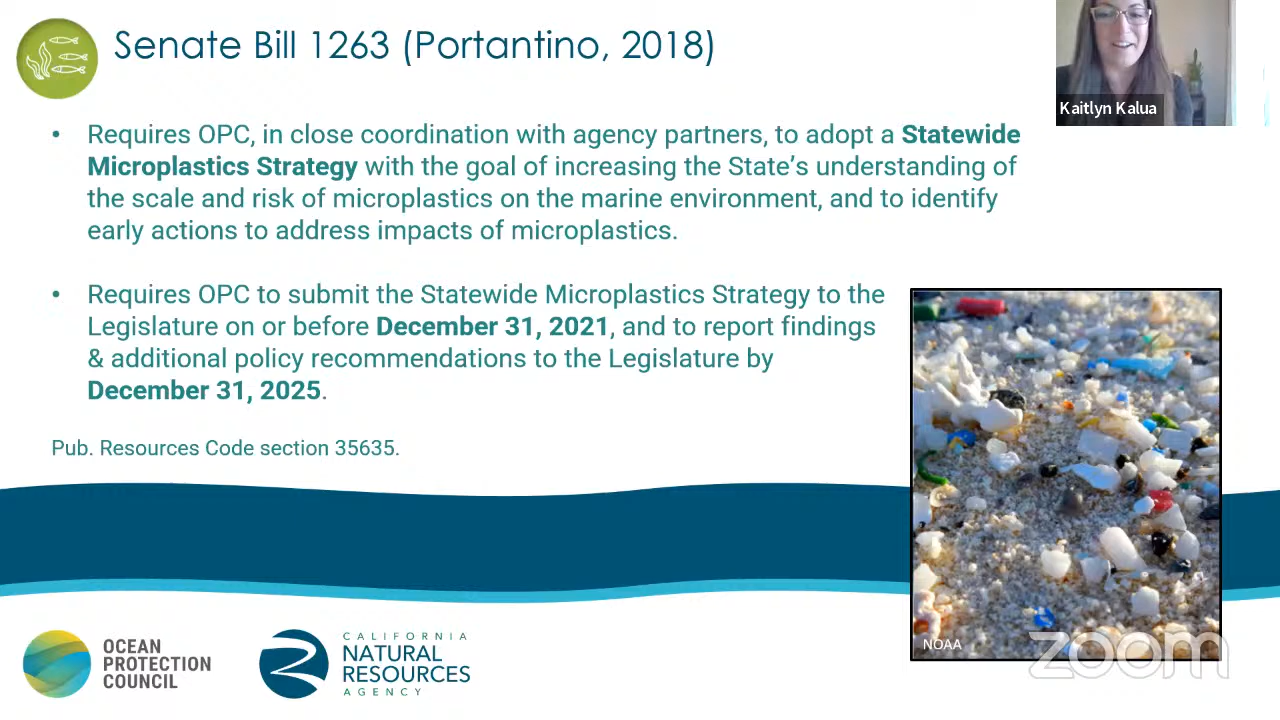 Senate Bill 1263 (Portantino, 2018)
Kaitlyn Kalua
• Requires OPC, in close coordination with agency partners, to adopt a Statewide
Microplastics Strategy with the goal of increasing the State's understanding of
the scale and risk of microplastics on the marine environment, and to identify
early actions to address impacts of microplastics.
• Requires OPC to submit the Statewide Microplastics Strategy to the
Legislature on or before December 31, 2021, and to report findings
& additional policy recommendations to the Legislature by
December 31, 2025.
Pub. Resources Code section 35635.
NOAA
zoom
OCEAN
PROTECTION
COUNCIL
CALIFORNIA
NATURAL
RESOURCES
AGENCY